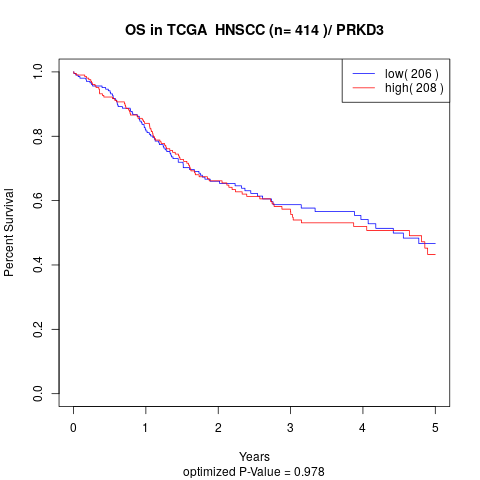 OS in TCGA  HNSCC (n= 414 )/ PRKD3
low( 206 )
high( 208 )
Percent Survival
1.0
0.8
0.6
0.4
0.2
0.0
0 1 2 3 4 5
Years
optimized P-Value = 0.978